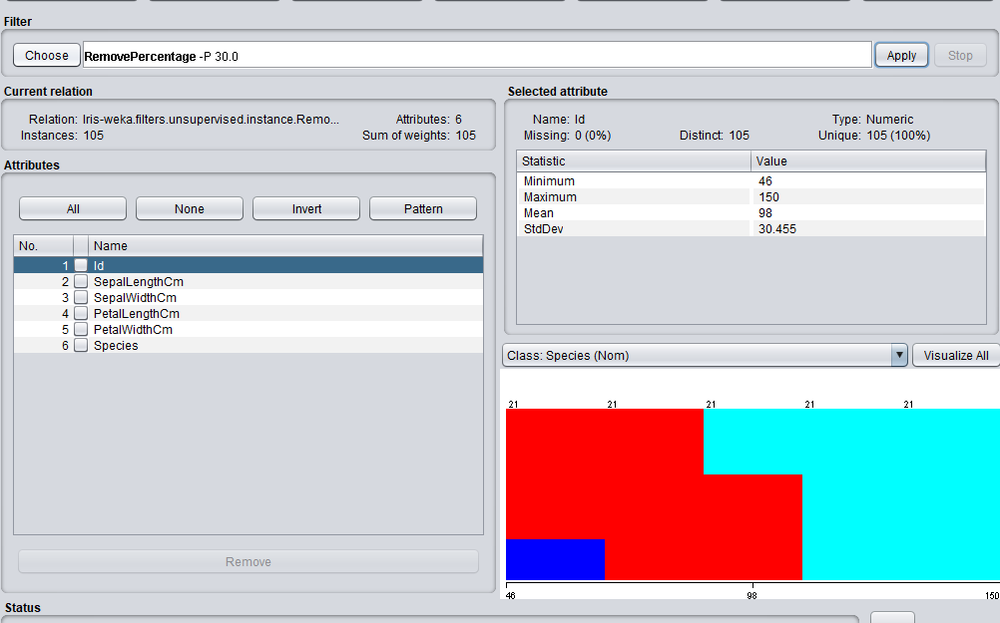 Filter
Choose RemovePercentage -P 30.0 Apply Stop
Current relation
Relation: Iris-weka.filters.unsupervised.instance.Remo... Attributes: 6
Instances: 105 Sum of weights: 105
Attributes
All None Invert Pattern
No. Name
1 Id
2 SepalLengthCm
3 SepalWidthCm
4 PetalLengthCm
5 PetalWidthCm
6 Species
Remove
Status
Selected attribute
Name: Id Type: Numeric
Missing: 0 (0%) Distinct: 105 Unique: 105 (100%)
Statistic Value
Minimum 46
Maximum 150
Mean 98
StdDev 30.455
Class: Species (Nom) Visualize All
21 21 21 21 21
46 98 150